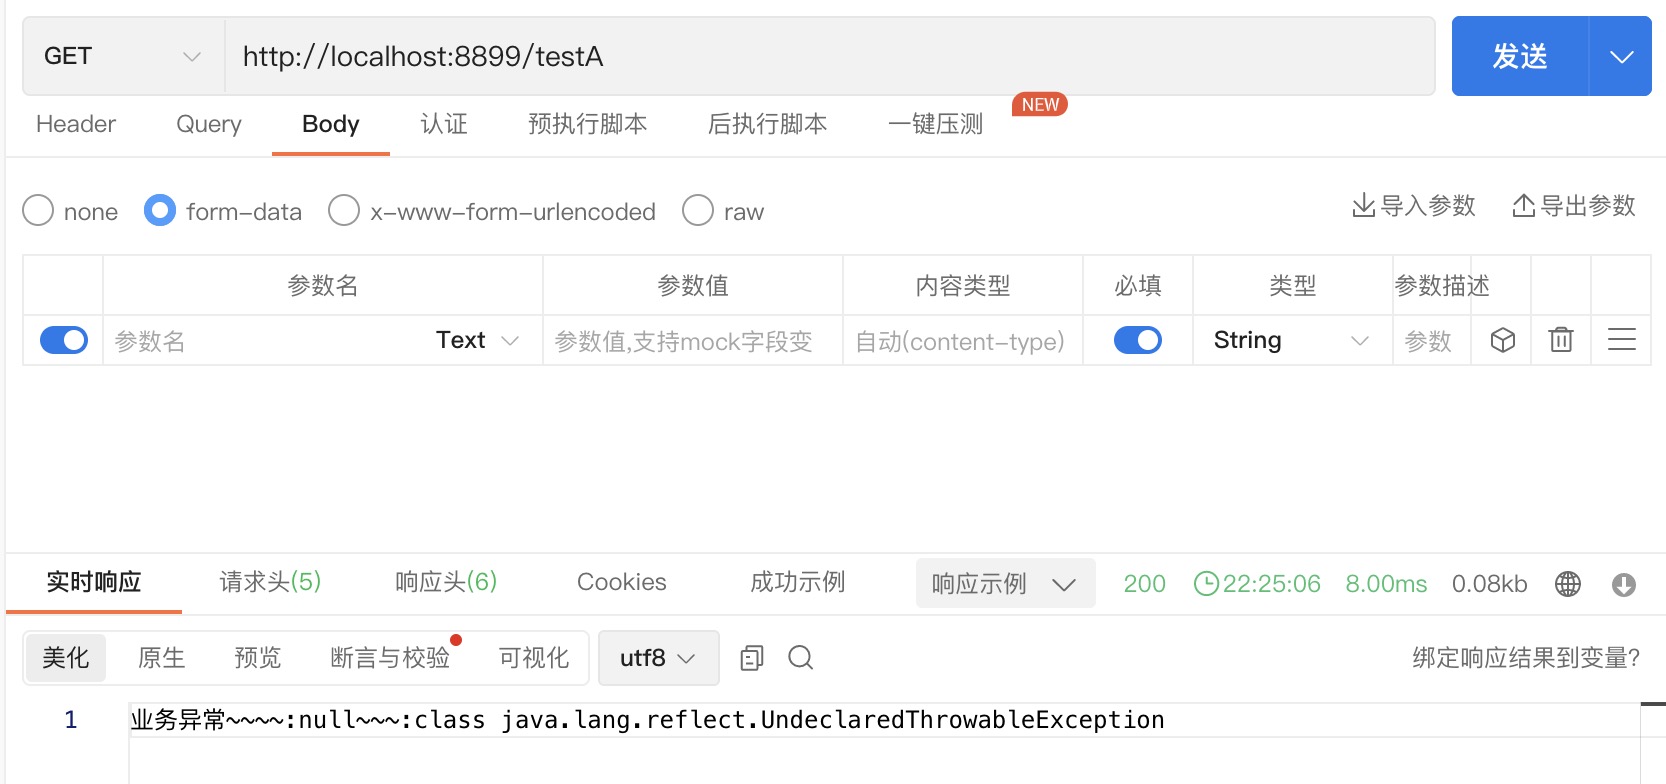 GET http://localhost:8899/testA 发送
Header Query Body 认证 预执行脚本 后执行脚本 一键压测 NEW
none form-data x-www-form-urlencoded raw 导入参数 导出参数
参数名 参数值 内容类型 必填 类型 参数描述
参数名 Text 参数值,支持mock字段变 自动(content-type) String 参数
实时响应 请求头(5) 响应头(6) Cookies 成功示例 响应示例 200 22:25:06 8.00ms 0.08kb
美化 原生 预览 断言与校验 可视化 utf8 绑定响应结果到变量?
1 业务异常~~~~:null~~~:class java.lang.reflect.UndeclaredThrowableException